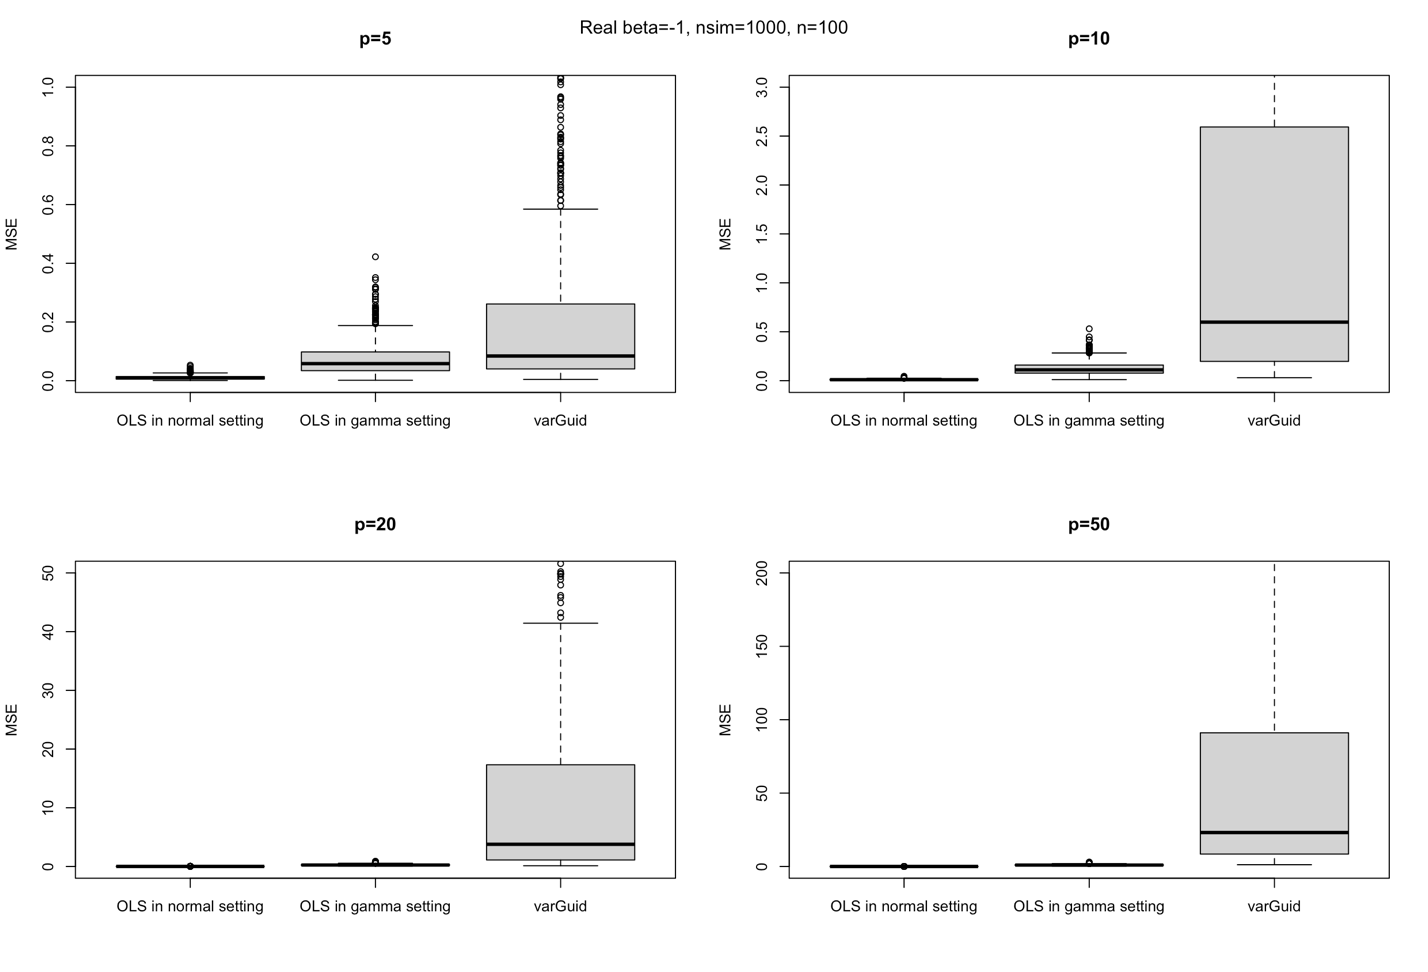 Real beta=-1, nsim=1000, n=100
p=5
MSE
1.0
0.8
0.6
0.4
0.2
0.0
OLS in normal setting
OLS in gamma setting
varGuid
p=10
MSE
3.0
2.5
2.0
1.5
1.0
0.5
0.0
OLS in normal setting
OLS in gamma setting
varGuid
p=20
MSE
50
40
30
20
10
0
OLS in normal setting
OLS in gamma setting
varGuid
p=50
MSE
200
150
100
50
0
OLS in normal setting
OLS in gamma setting
varGuid